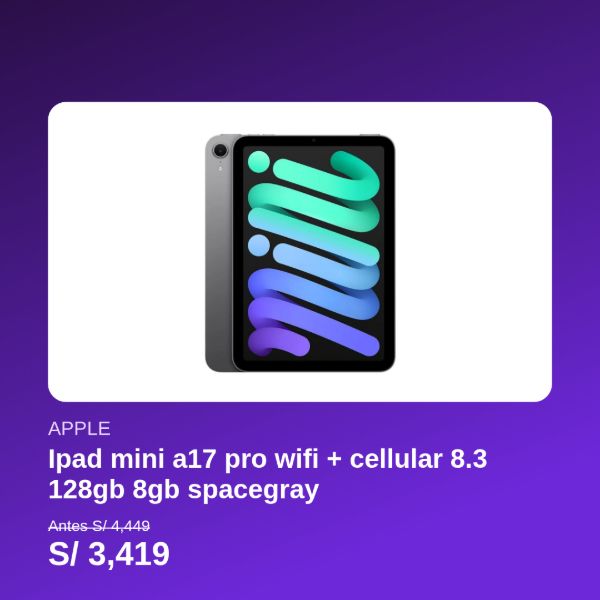 APPLE
Ipad mini a17 pro wifi + cellular 8.3
128gb 8gb spacegray
Antes S/ 4,449
S/ 3,419